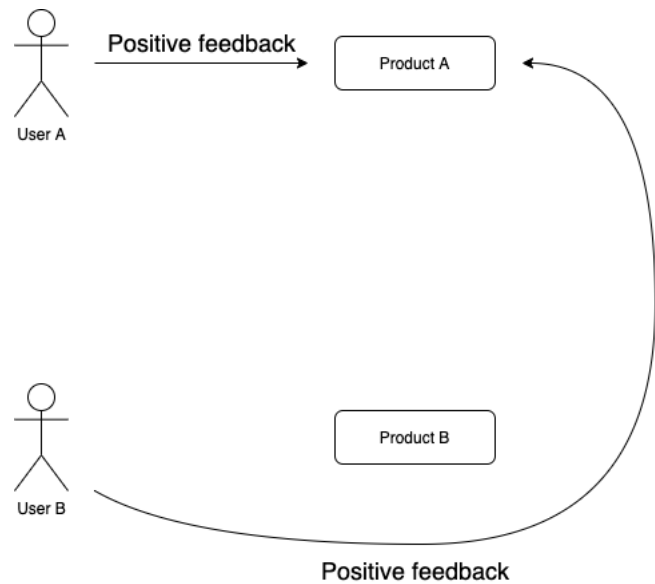 Positive feedback
Product A
User A
Product B
User B
Positive feedback